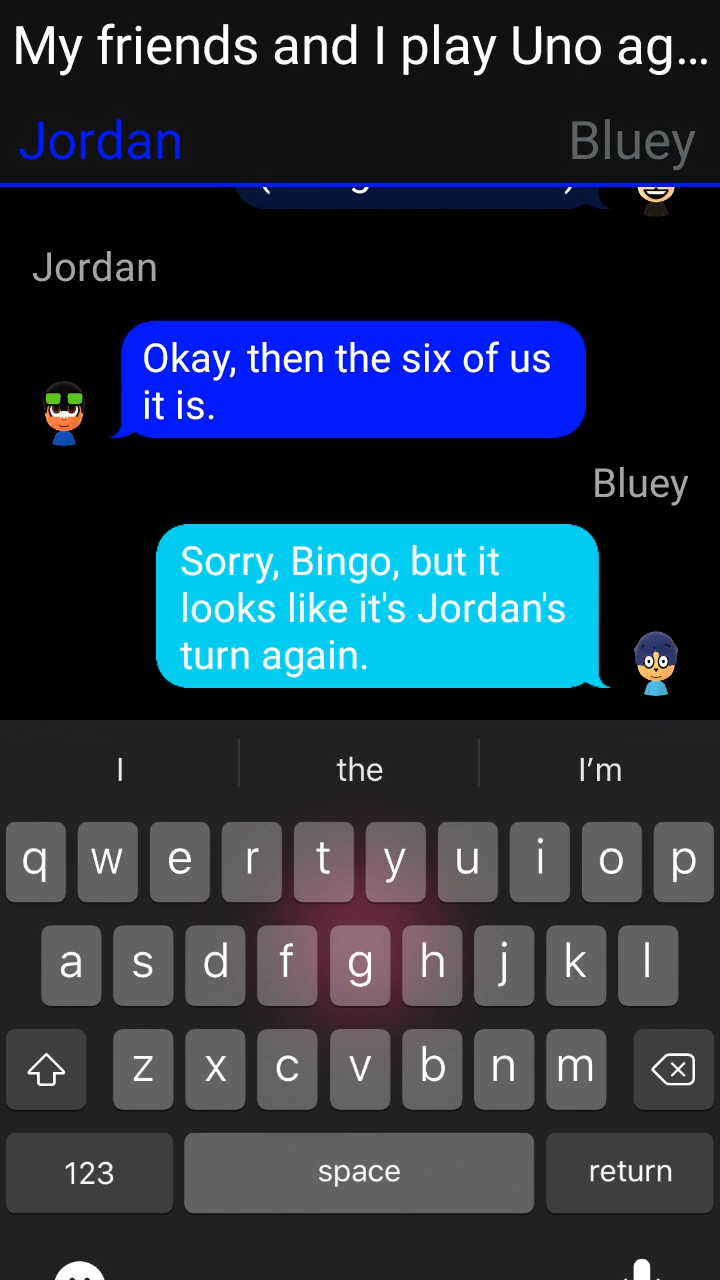 My friends and I play Uno ag...
Jordan Bluey
Jordan
Okay, then the six of us
it is.
Bluey
Sorry, Bingo, but it
looks like it's Jordan's
turn again.
I the I’m
q w e r t y u i o p
a s d f g h j k l
z x c v b n m
123 space return